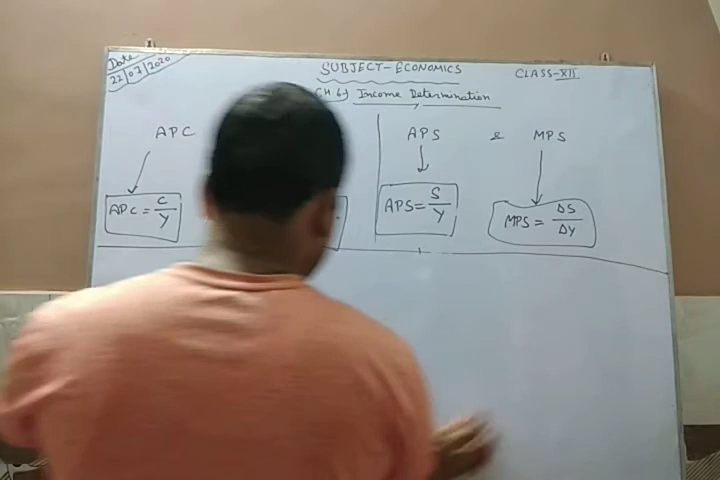 Date
22/07/2020
SUBJECT-ECONOMICS
CLASS-XII
CH 6:) Income Determination
APC
APS & MPS
APC = C/Y
APS = S/Y
MPS = ΔS/ΔY